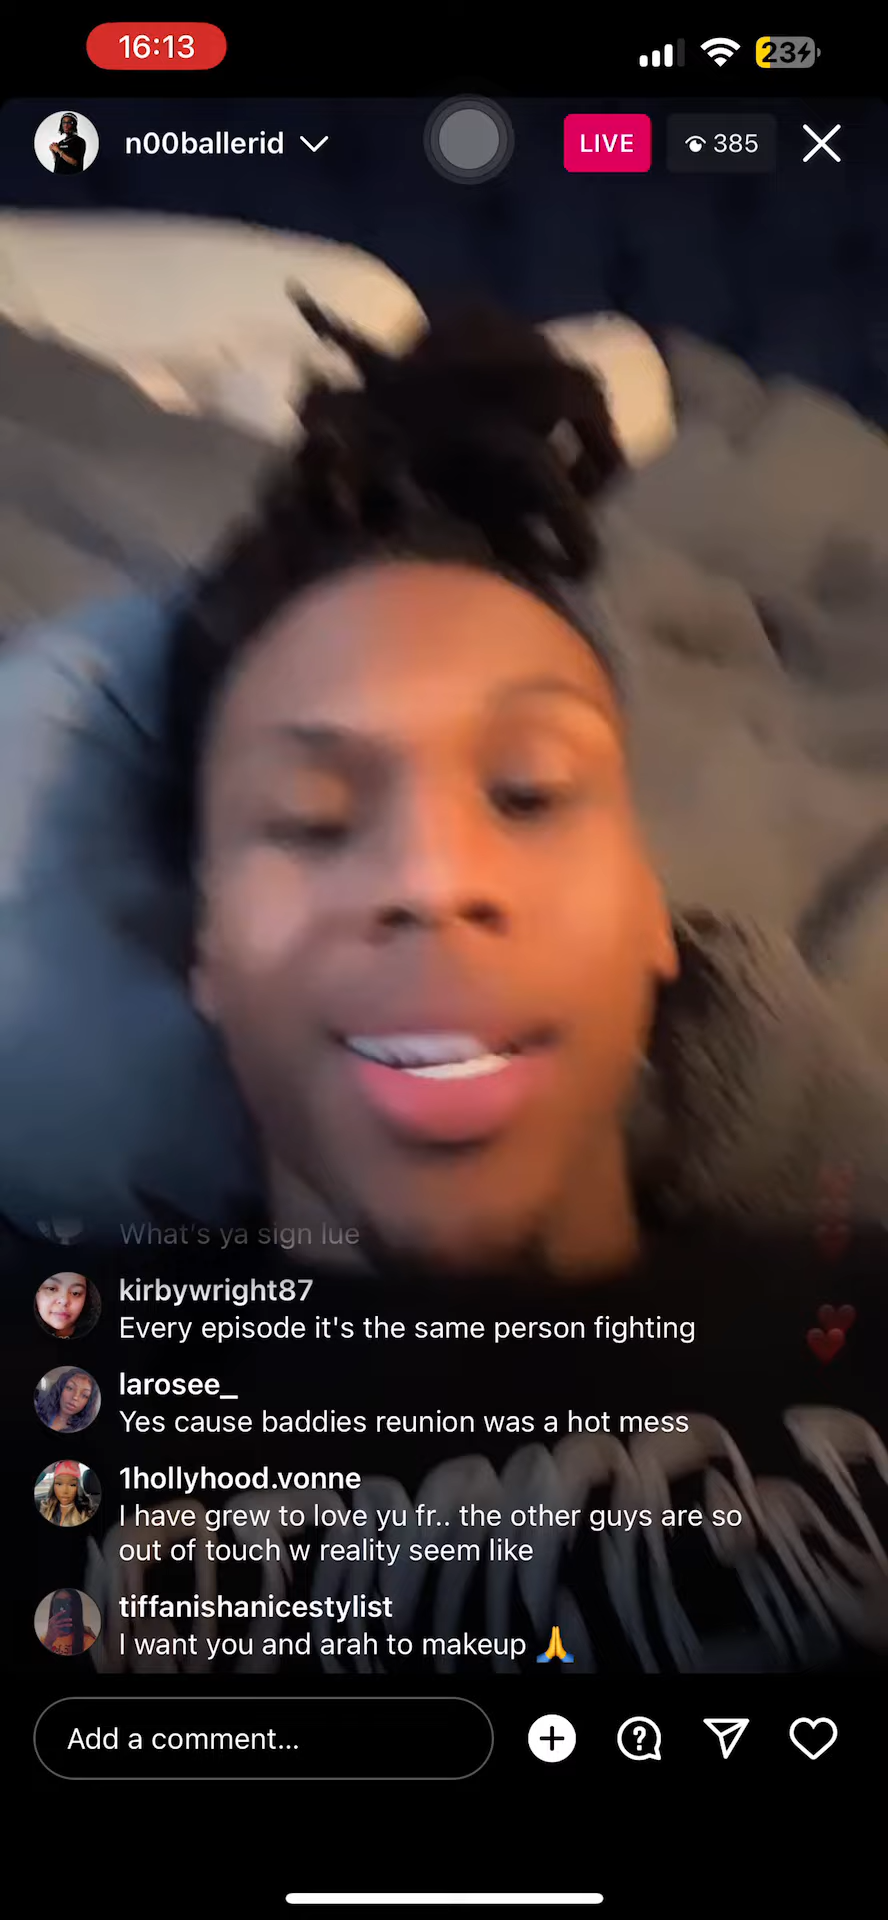 16:13
23
n00ballerid
LIVE
385
What's ya sign lue
kirbywright87
Every episode it's the same person fighting
larosee_
Yes cause baddies reunion was a hot mess
1hollyhood.vonne
I have grew to love yu fr.. the other guys are so
out of touch w reality seem like
tiffanishanicestylist
I want you and arah to makeup 🙏
Add a comment...